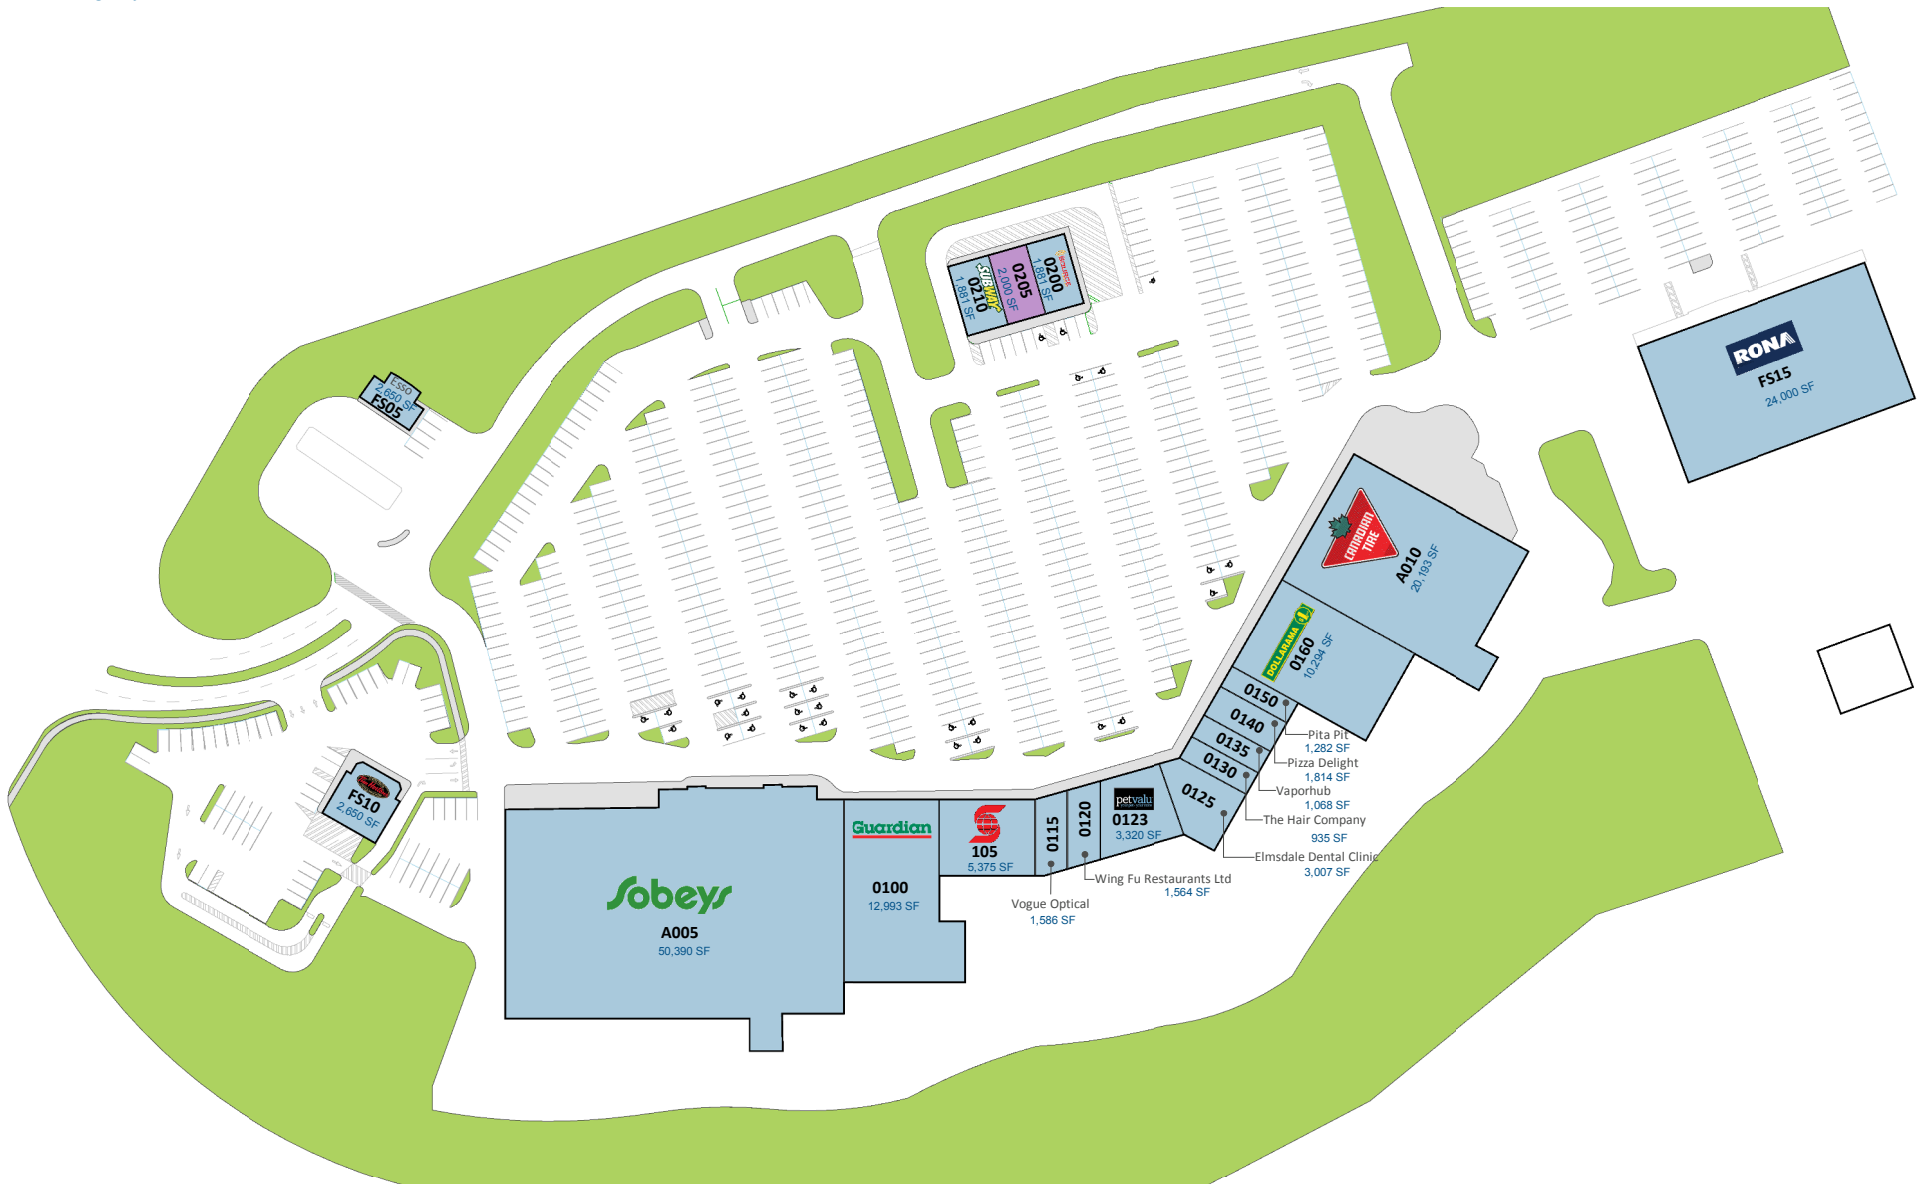 Esso
2,650 SF
FS05
SUBWAY
0210
1,881 SF
0205
2,000 SF
0200
1,881 SF
RONA
FS15
24,000 SF
CANADIAN
TIRE
A010
20,193 SF
DOLLARAMA
0160
10,294 SF
0150
Pita Pit
1,282 SF
0140
Pizza Delight
1,814 SF
0135
Vaporhub
1,068 SF
0130
The Hair Company
935 SF
0125
Elmsdale Dental Clinic
3,007 SF
petvalu
0123
3,320 SF
0120
Wing Fu Restaurants Ltd
1,564 SF
0115
Vogue Optical
1,586 SF
105
5,375 SF
Guardian
0100
12,993 SF
Sobeys
A005
50,390 SF
FS10
2,650 SF